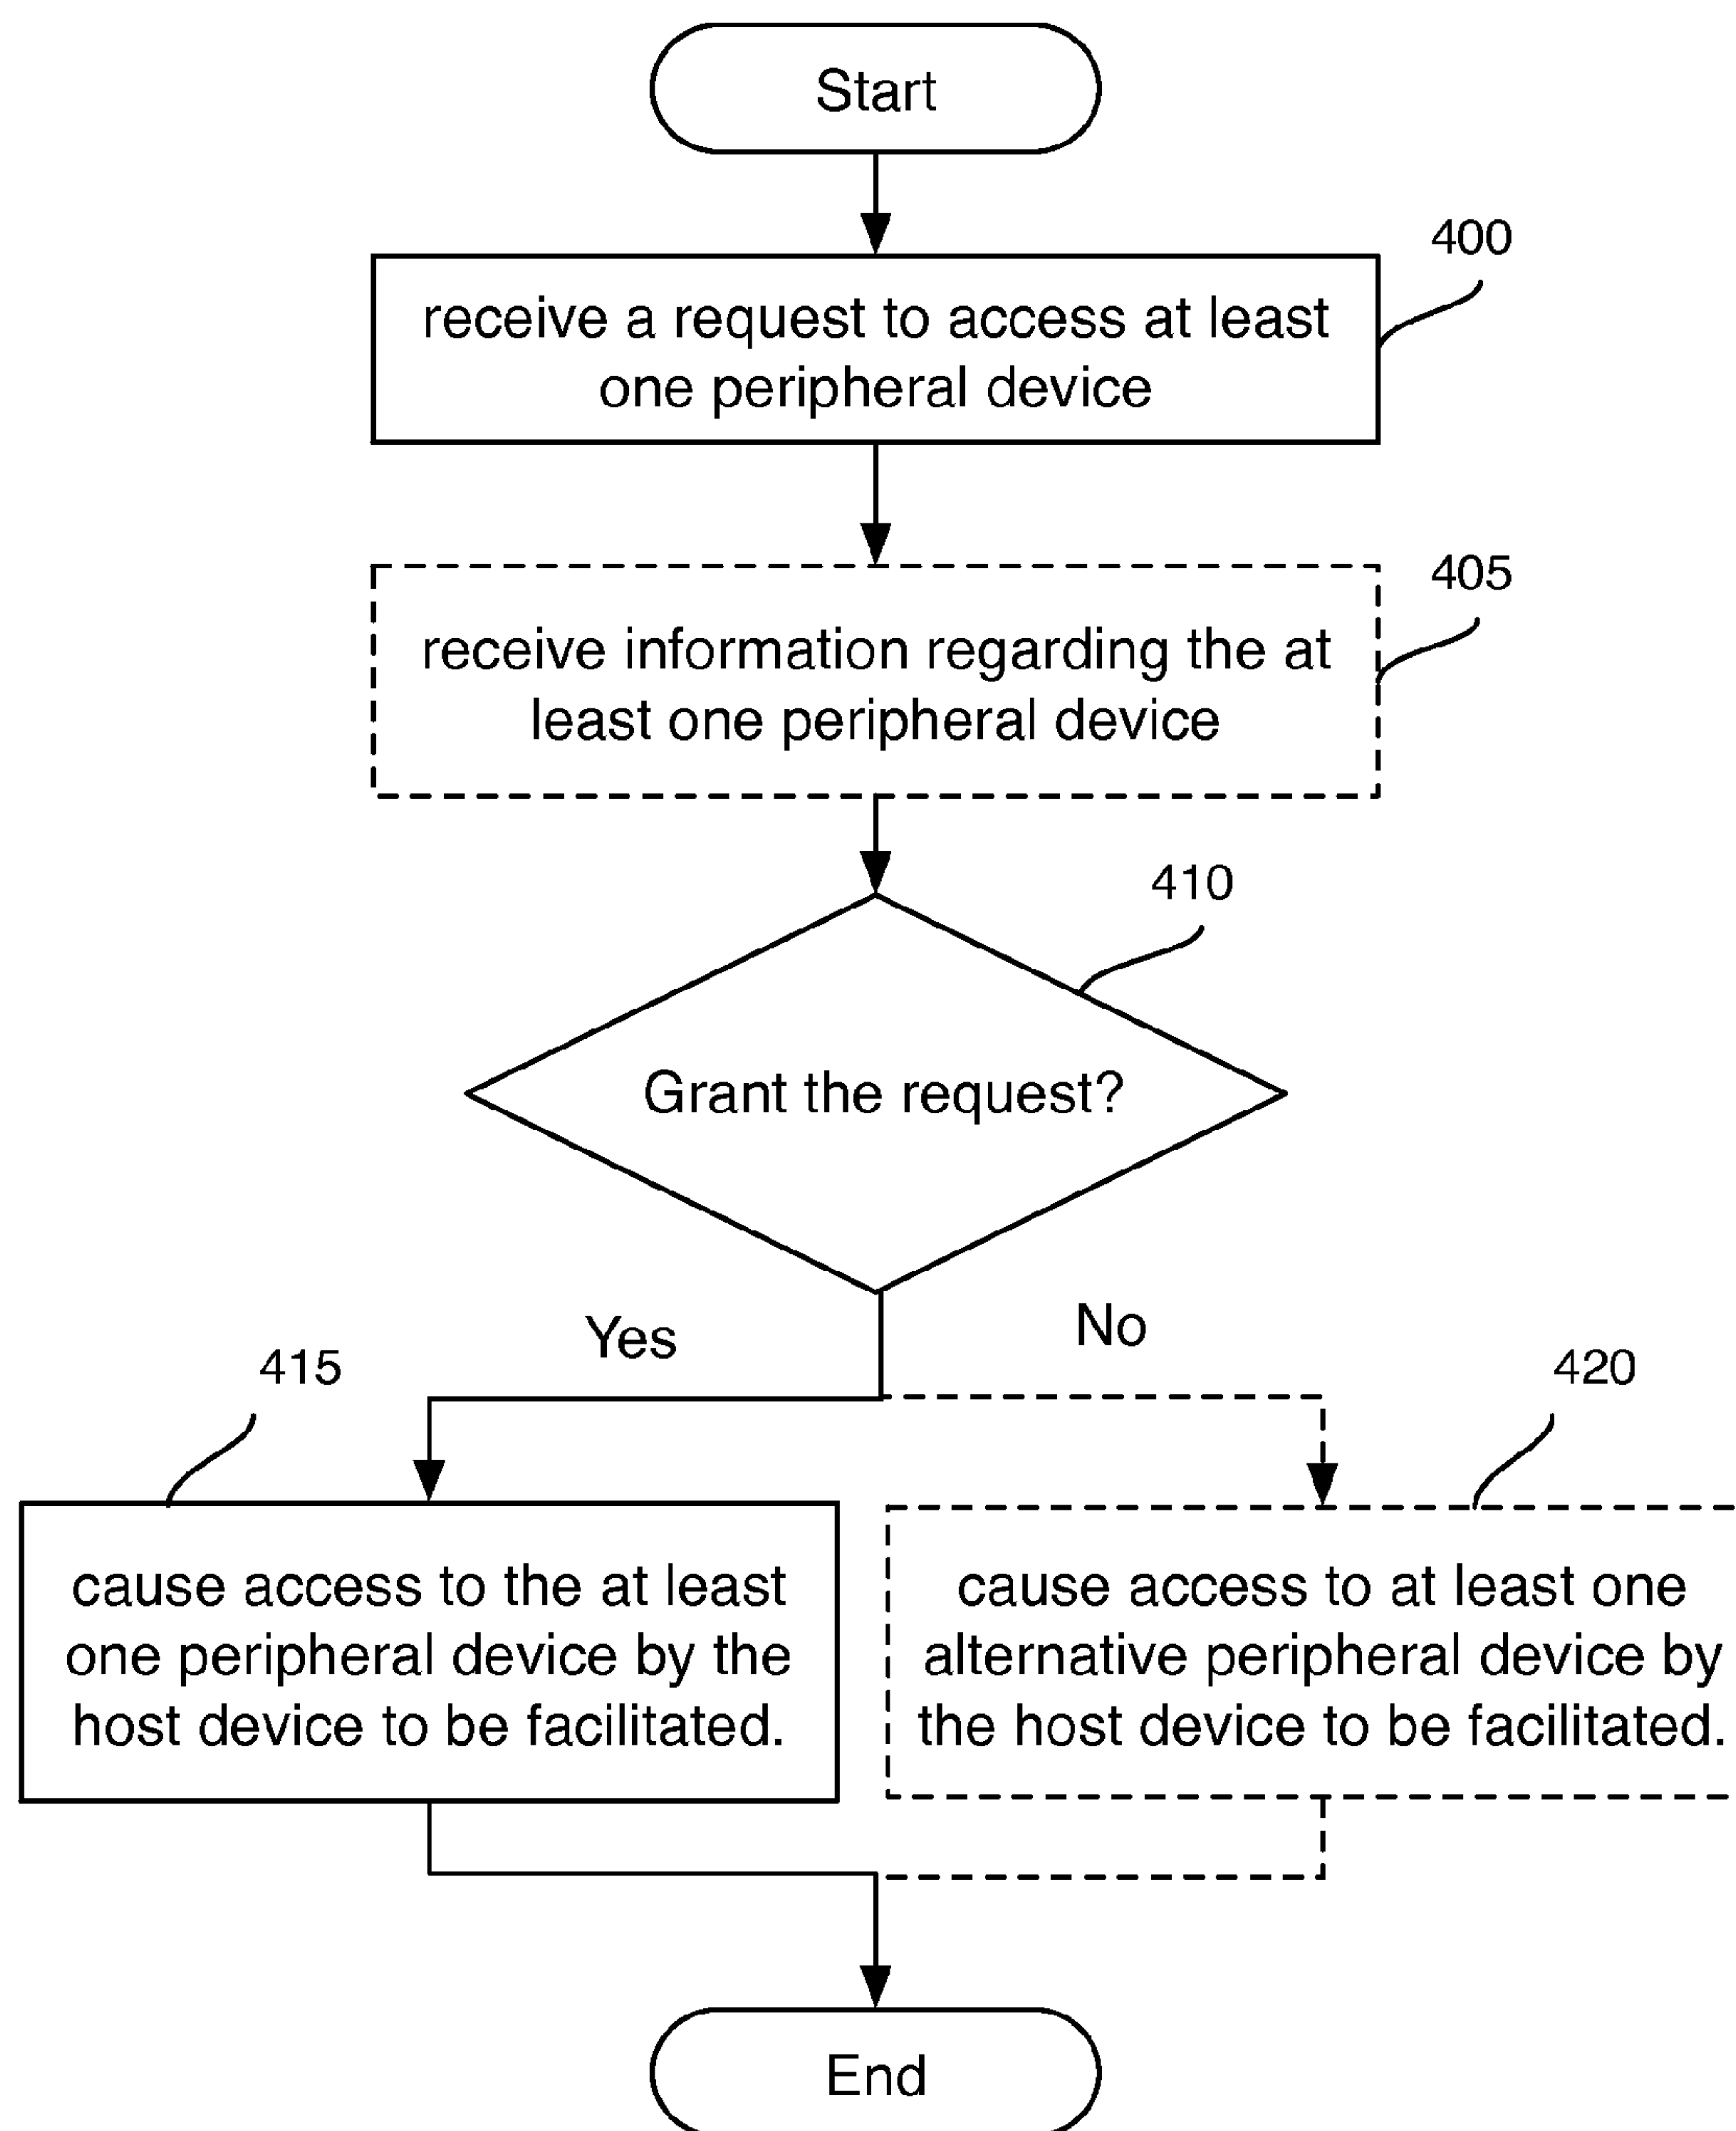 Start
400
receive a request to access at least
one peripheral device
405
receive information regarding the at
least one peripheral device
410
Grant the request?
Yes
No
415
420
cause access to the at least
one peripheral device by the
host device to be facilitated.
cause access to at least one
alternative peripheral device by
the host device to be facilitated.
End